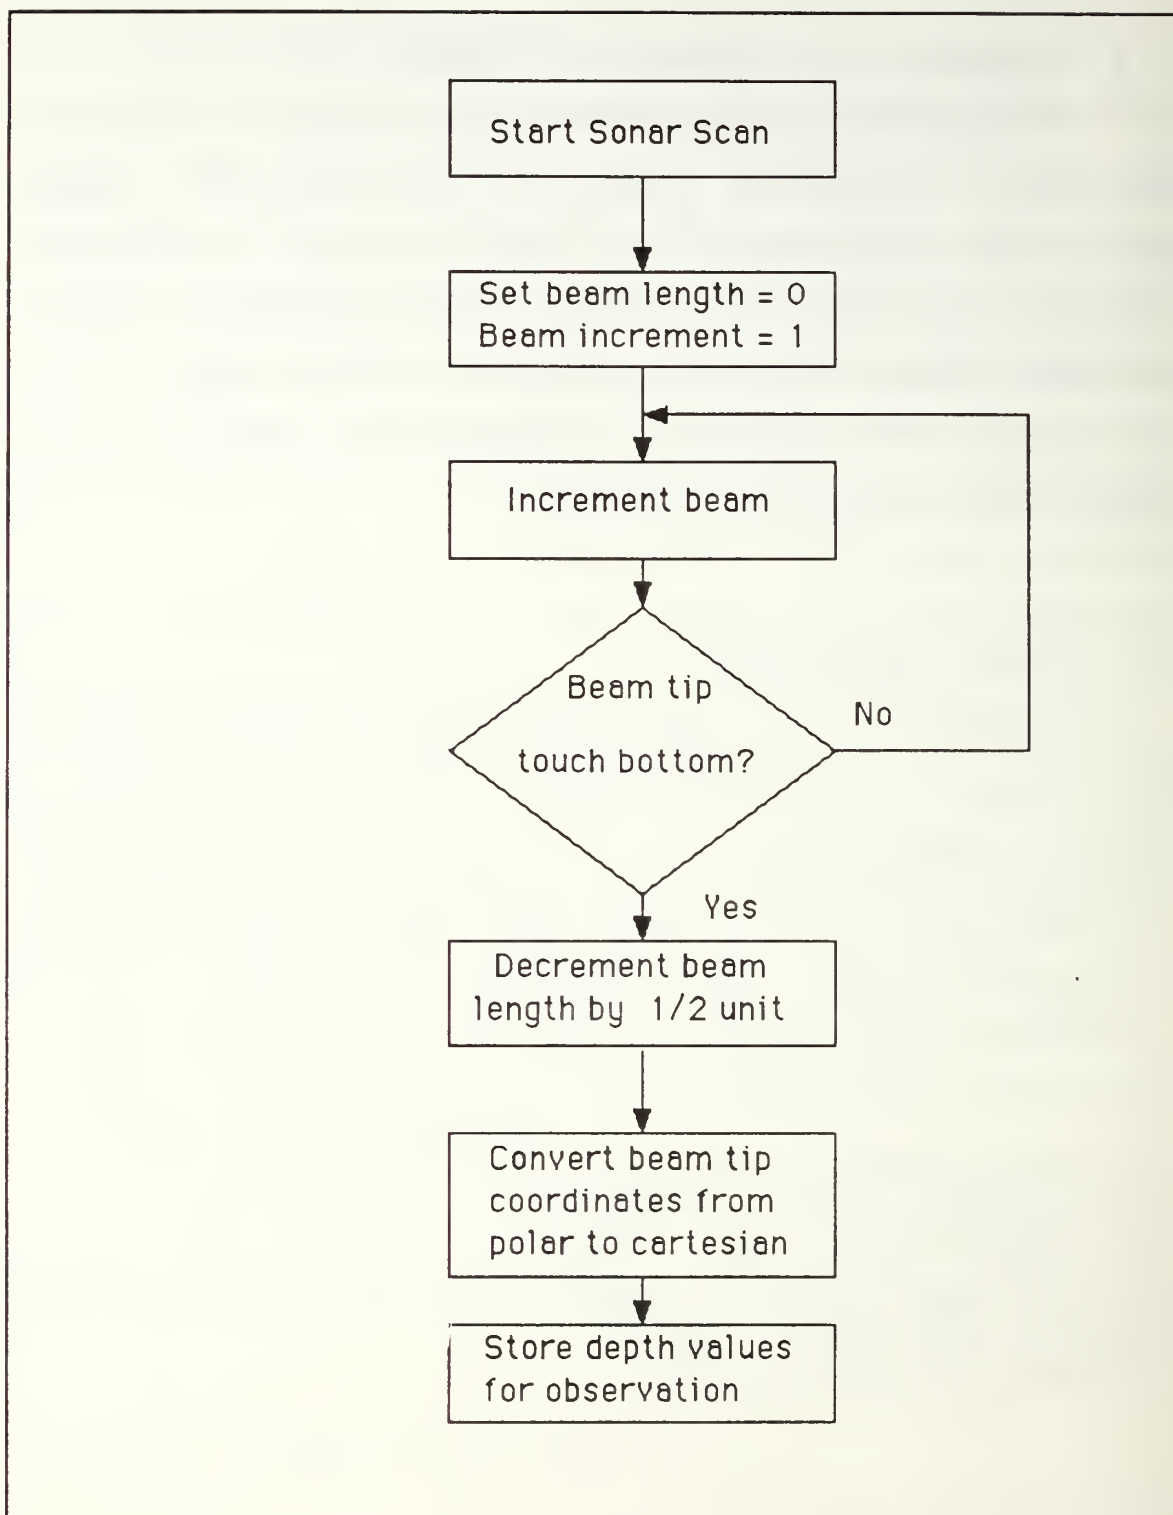 Start Sonar Scan
Set beam length = 0
Beam increment = 1
Increment beam
Beam tip
touch bottom?
No
Yes
Decrement beam
length by 1/2 unit
Convert beam tip
coordinates from
polar to cartesian
Store depth values
for observation